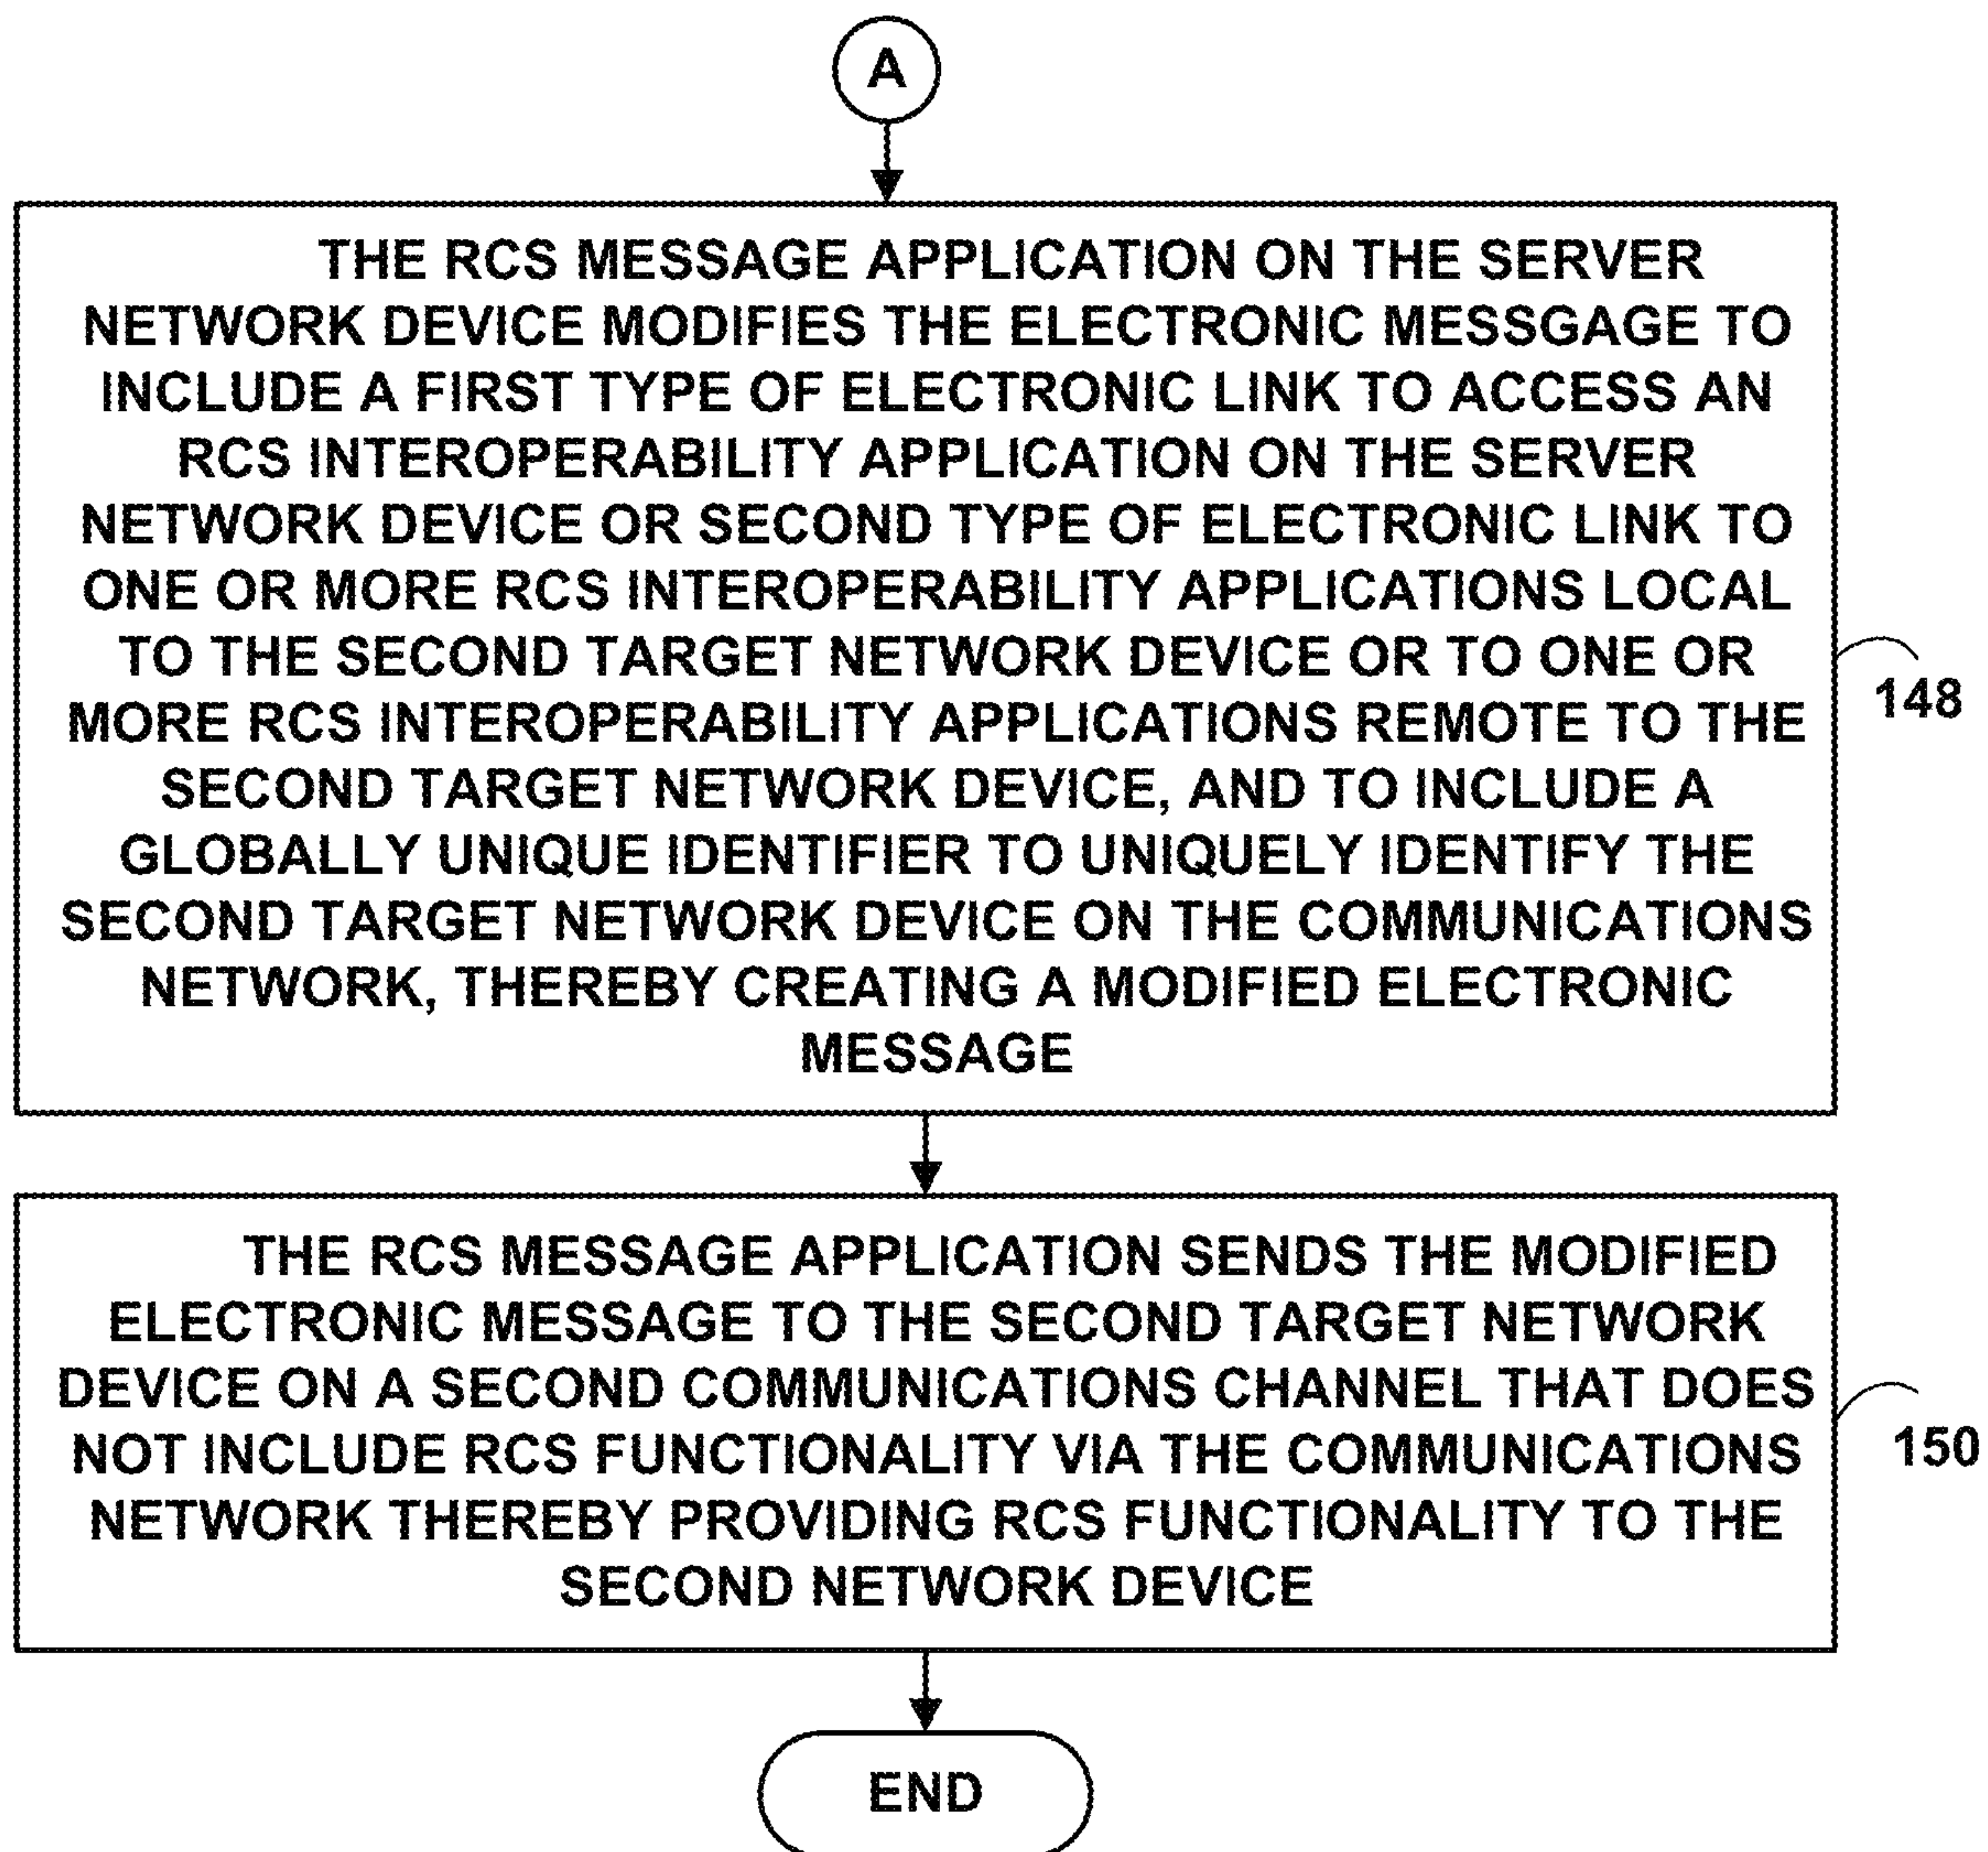 A
THE RCS MESSAGE APPLICATION ON THE SERVER
NETWORK DEVICE MODIFIES THE ELECTRONIC MESSGAGE TO
INCLUDE A FIRST TYPE OF ELECTRONIC LINK TO ACCESS AN
RCS INTEROPERABILITY APPLICATION ON THE SERVER
NETWORK DEVICE OR SECOND TYPE OF ELECTRONIC LINK TO
ONE OR MORE RCS INTEROPERABILITY APPLICATIONS LOCAL
TO THE SECOND TARGET NETWORK DEVICE OR TO ONE OR
MORE RCS INTEROPERABILITY APPLICATIONS REMOTE TO THE
SECOND TARGET NETWORK DEVICE, AND TO INCLUDE A
GLOBALLY UNIQUE IDENTIFIER TO UNIQUELY IDENTIFY THE
SECOND TARGET NETWORK DEVICE ON THE COMMUNICATIONS
NETWORK, THEREBY CREATING A MODIFIED ELECTRONIC
MESSAGE
148
THE RCS MESSAGE APPLICATION SENDS THE MODIFIED
ELECTRONIC MESSAGE TO THE SECOND TARGET NETWORK
DEVICE ON A SECOND COMMUNICATIONS CHANNEL THAT DOES
NOT INCLUDE RCS FUNCTIONALITY VIA THE COMMUNICATIONS
NETWORK THEREBY PROVIDING RCS FUNCTIONALITY TO THE
SECOND NETWORK DEVICE
150
END